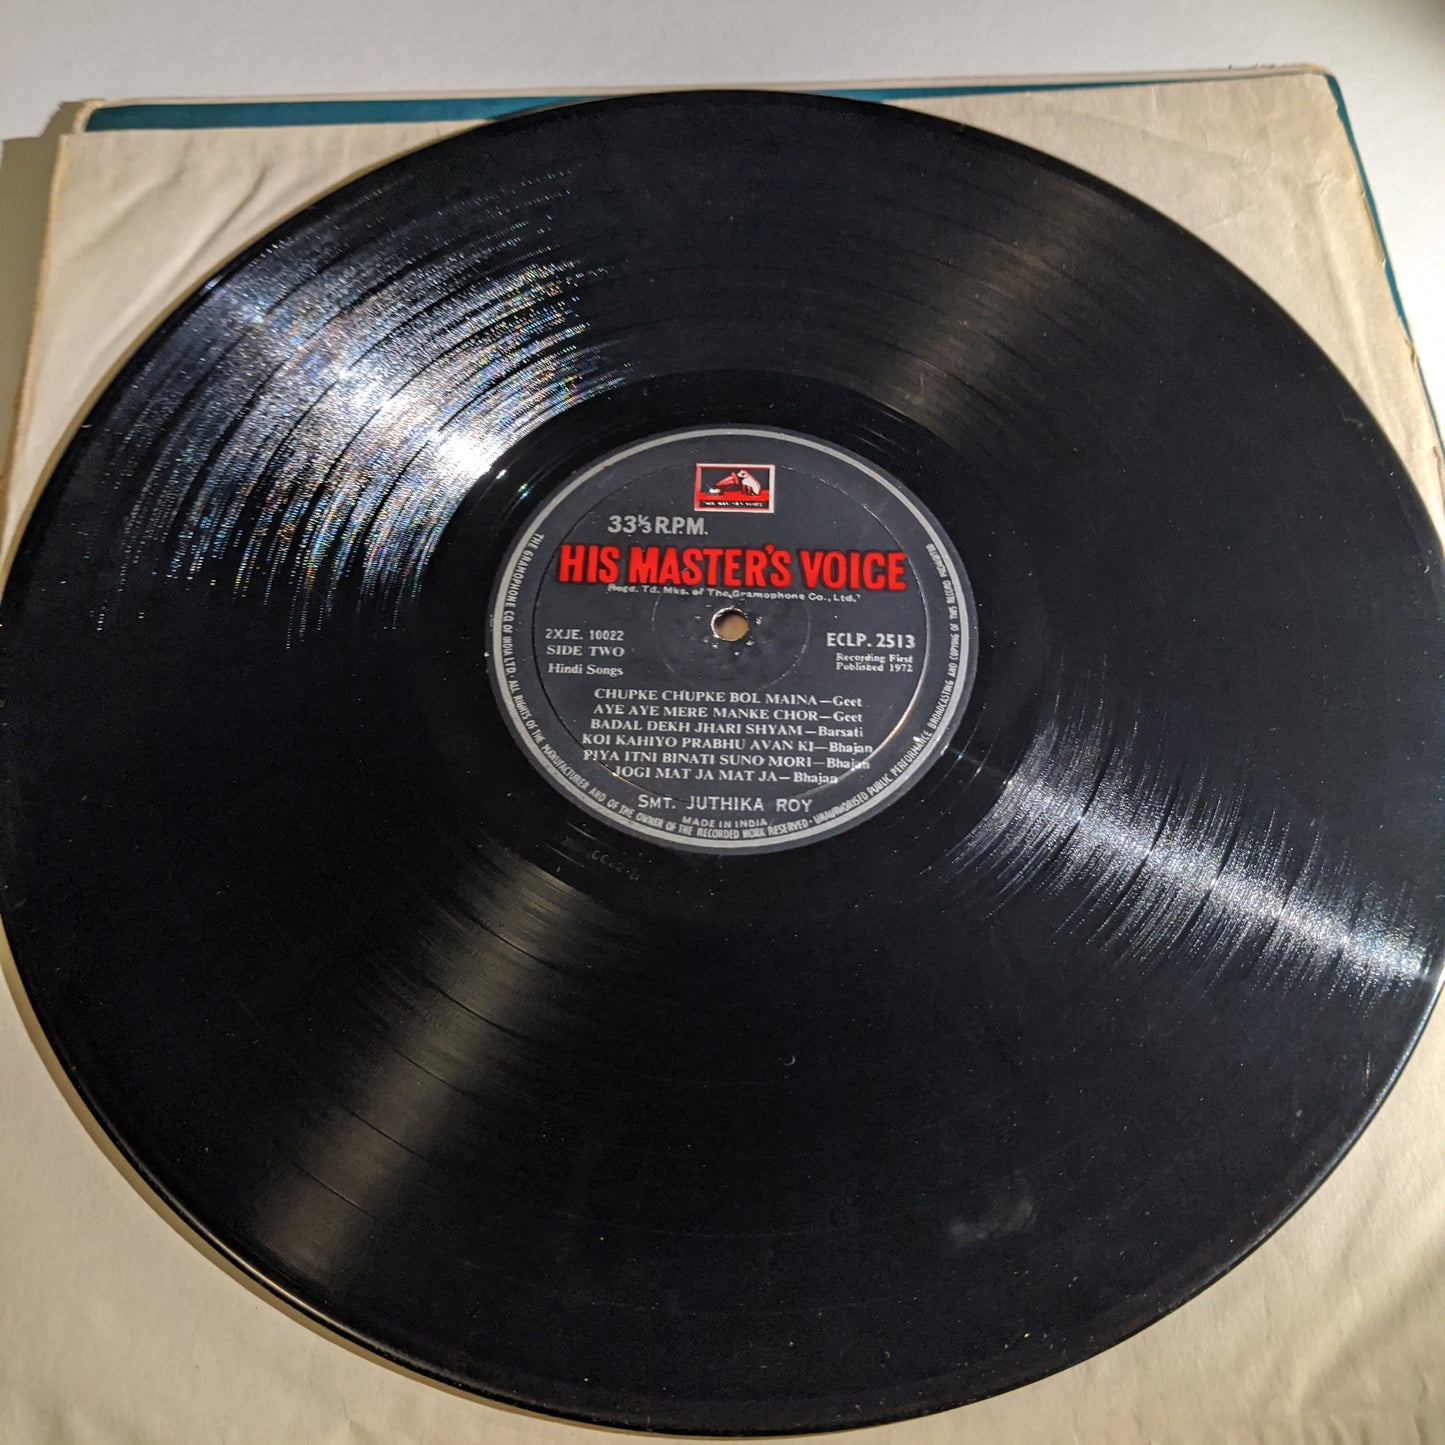 33⅓ R.P.M.
HIS MASTER'S VOICE
Regd. Td. Mks. of The Gramophone Co., Ltd.
2XJE. 10022
SIDE TWO
Hindi Songs
ECLP. 2513
Recording First
Published 1972
CHUPKE CHUPKE BOL MAINA—Geet
AYE AYE MERE MANKE CHOR—Geet
BADAL DEKH JHARI SHYAM—Barsati
KOI KAHIYO PRABHU AVAN KI—Bhajan
PIYA ITNI BINATI SUNO MORI—Bhajan
JOGI MAT JA MAT JA—Bhajan
SMT. JUTHIKA ROY
MADE IN INDIA
THE GRAMOPHONE CO. OF INDIA LTD. · ALL RIGHTS OF THE MANUFACTURER AND OF THE OWNER OF THE RECORDED WORK RESERVED · UNAUTHORISED PUBLIC PERFORMANCE BROADCASTING AND COPYING OF THIS RECORD PROHIBITED